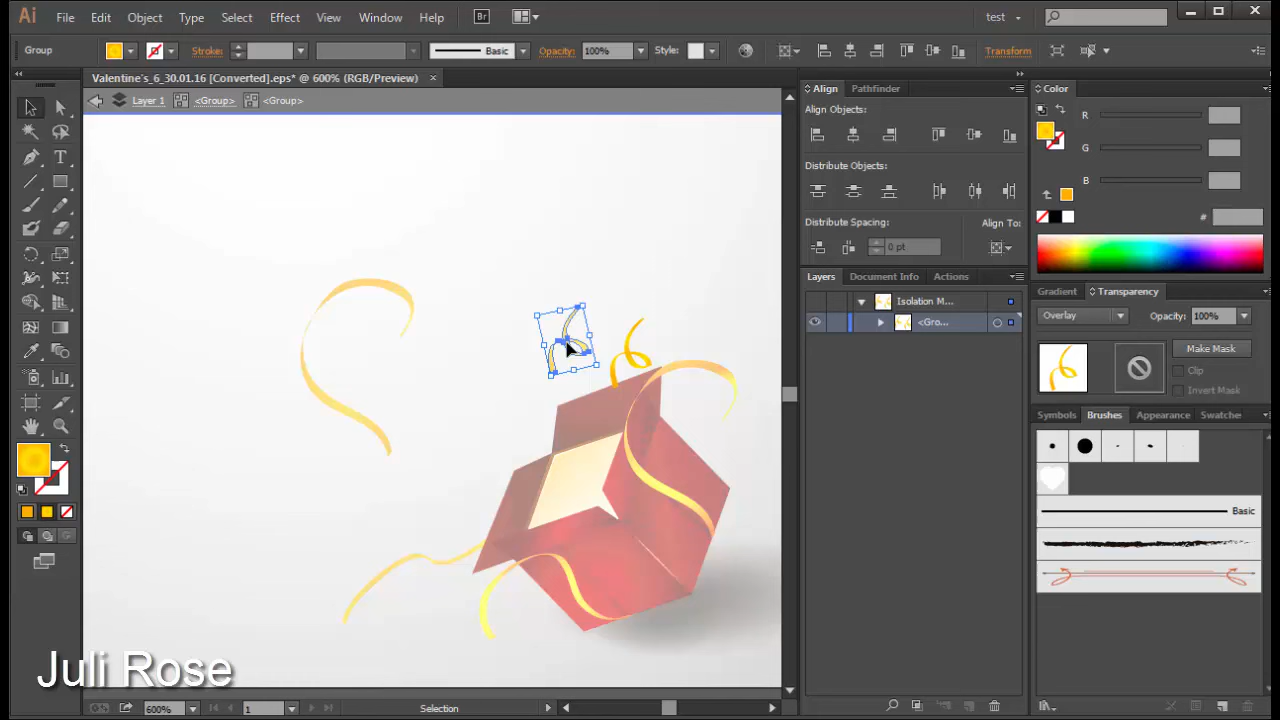 Ai File Edit Object Type Select Effect View Window Help Br test
Group Stroke: Basic Opacity: 100% Style: Transform
Valentine's_6_30.01.16 [Converted].eps* @ 600% (RGB/Preview) ×
Layer 1 <Group> <Group>
Align Pathfinder
Align Objects:
Distribute Objects:
Distribute Spacing: Align To:
0 pt
Layers Document Info Actions
Isolation M...
<Gro...
Color
R
G
B
#
Gradient Transparency
Overlay Opacity: 100%
Make Mask
Clip
Invert Mask
Symbols Brushes Appearance Swatche
Basic
Juli Rose
600% 1 Selection